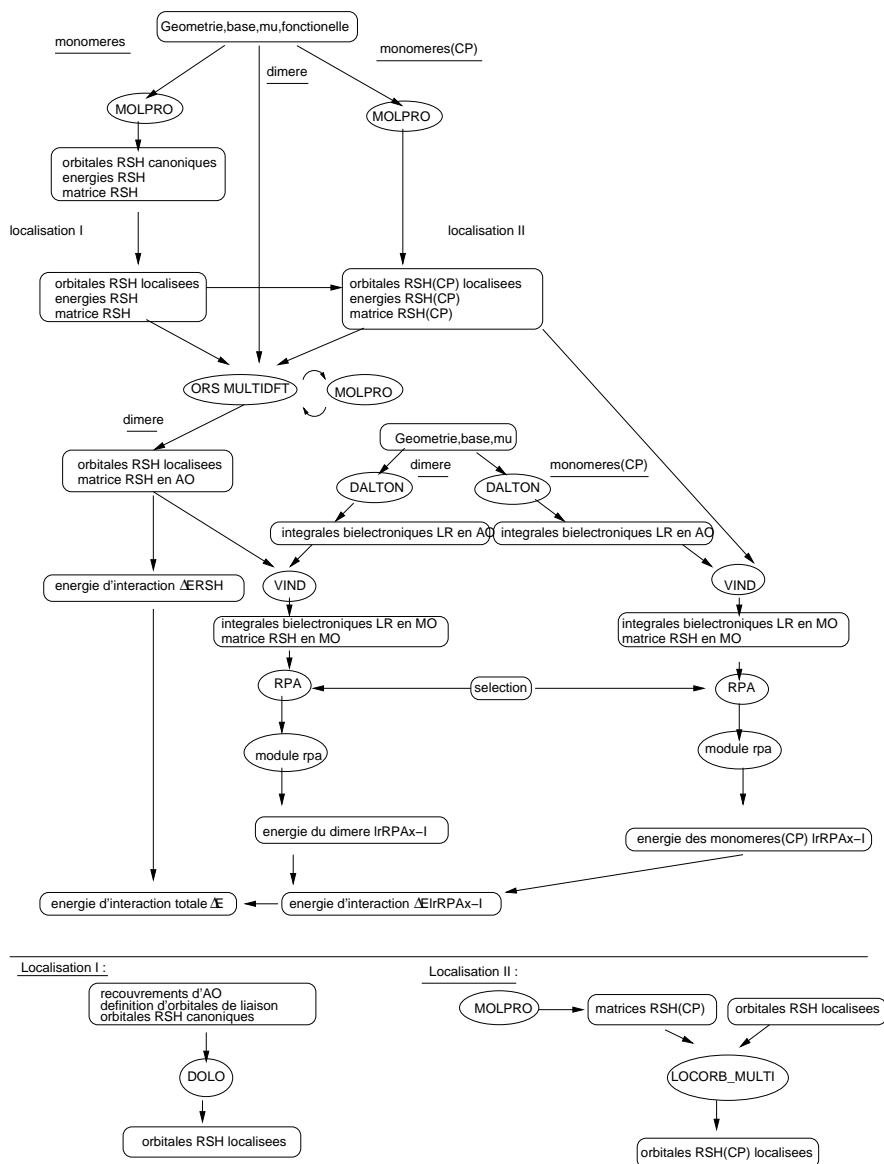 Geometrie,base,mu,fonctionelle
monomeres
monomeres(CP)
dimere
MOLPRO
MOLPRO
orbitales RSH canoniques
energies RSH
matrice RSH
localisation I
localisation II
orbitales RSH localisees
energies RSH
matrice RSH
orbitales RSH(CP) localisees
energies RSH(CP)
matrice RSH(CP)
ORS MULTIDFT
MOLPRO
dimere
Geometrie,base,mu
orbitales RSH localisees
matrice RSH en AO
dimere
monomeres(CP)
DALTON
DALTON
integrales bielectroniques LR en AO
integrales bielectroniques LR en AO
energie d'interaction ΔERSH
VIND
VIND
integrales bielectroniques LR en MO
matrice RSH en MO
integrales bielectroniques LR en MO
matrice RSH en MO
RPA
selection
RPA
module rpa
module rpa
energie du dimere lrRPAx−I
energie des monomeres(CP) lrRPAx−I
energie d'interaction totale ΔE
energie d'interaction ΔElrRPAx−I
Localisation I :
Localisation II :
recouvrements d'AO
definition d'orbitales de liaison
orbitales RSH canoniques
MOLPRO
matrices RSH(CP)
orbitales RSH localisees
DOLO
LOCORB_MULTI
orbitales RSH localisees
orbitales RSH(CP) localisees